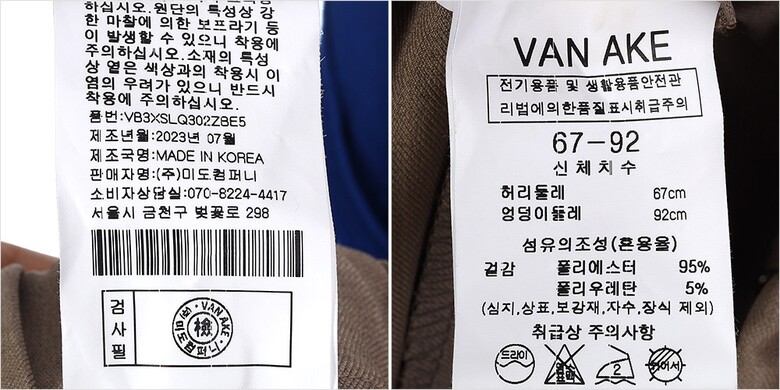 하십시오.원단의 특성상 강
한 마찰에 의한 보프라기 등
이 발생할 수 있으니 착용에
주의하십시오.소재의 특성
상 옅은 색상과의 착용시 이
염의 우려가 있으니 반드시
착용에 주의하십시오.
품번:VB3XSLQ302ZBE5
제조년월:2023년 07월
제조국명:MADE IN KOREA
판매자명:(주)미도컴퍼니
소비자상담실:070-8224-4417
서울시 금천구 벚꽃로 298
검사필
VAN AKE
檢
(주)미도컴퍼니
VAN AKE
전기용품 및 생활용품안전관
리법에의한품질표시취급주의
67-92
신체치수
허리둘레 67cm
엉덩이둘레 92cm
섬유의조성(혼용율)
겉감 폴리에스터 95%
폴리우레탄 5%
(심지,상표,보강재,자수,장식 제외)
취급상 주의사항
드라이
2